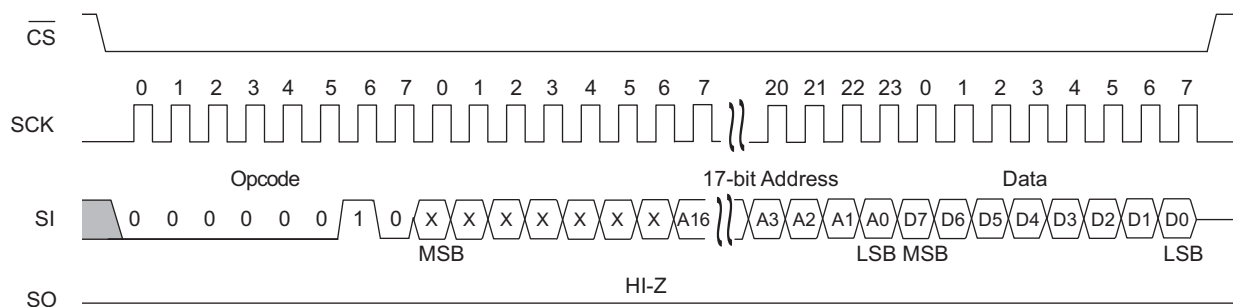 CS
0 1 2 3 4 5 6 7 0 1 2 3 4 5 6 7 20 21 22 23 0 1 2 3 4 5 6 7
SCK
Opcode 17-bit Address Data
SI 0 0 0 0 0 0 1 0 X X X X X X X A16 A3 A2 A1 A0 D7 D6 D5 D4 D3 D2 D1 D0
MSB LSB MSB LSB
HI-Z
SO